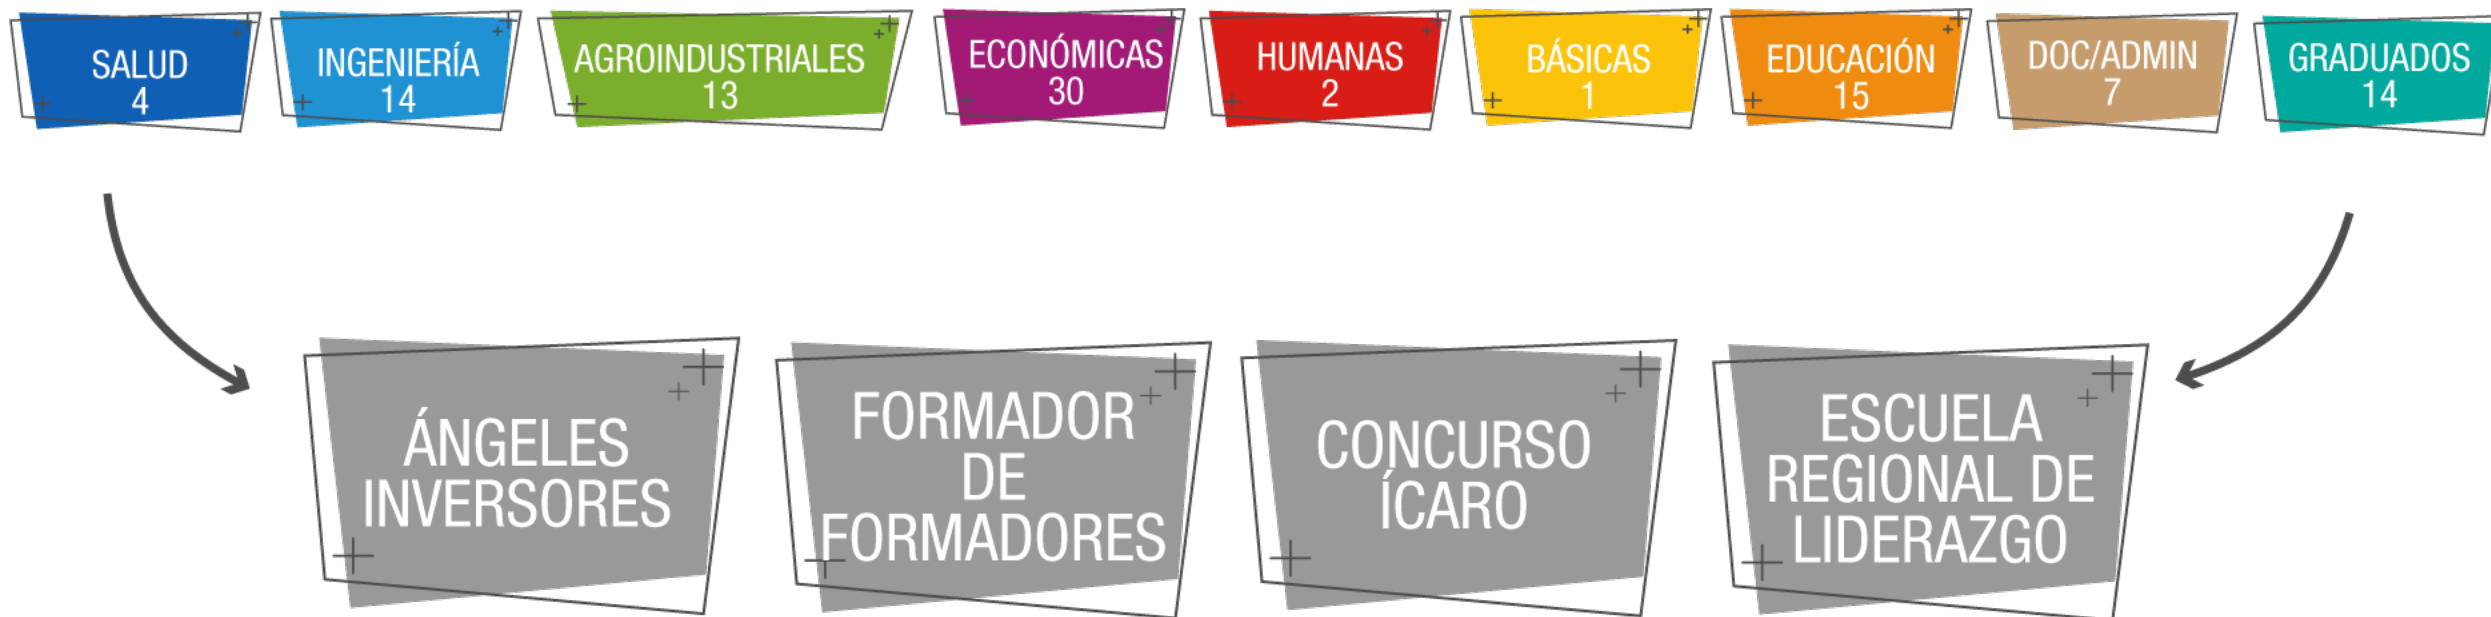 SALUD
4
INGENIERÍA
14
AGROINDUSTRIALES
13
ECONÓMICAS
30
HUMANAS
2
BÁSICAS
1
EDUCACIÓN
15
DOC/ADMIN
7
GRADUADOS
14
ÁNGELES
INVERSORES
FORMADOR
DE
FORMADORES
CONCURSO
ÍCARO
ESCUELA
REGIONAL DE
LIDERAZGO